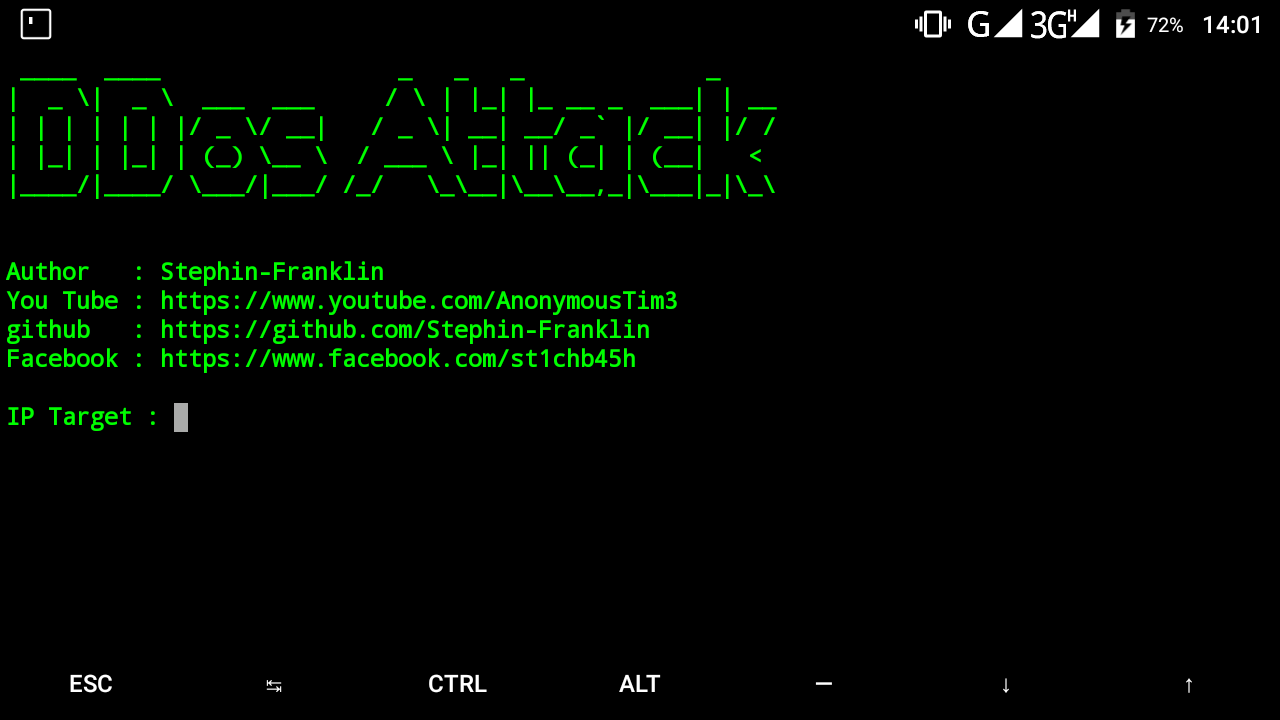 G 3G H 72% 14:01
DDos Attack
Author : Stephin-Franklin
You Tube : https://www.youtube.com/AnonymousTim3
github : https://github.com/Stephin-Franklin
Facebook : https://www.facebook.com/st1chb45h
IP Target :
ESC ↹ CTRL ALT — ↓ ↑